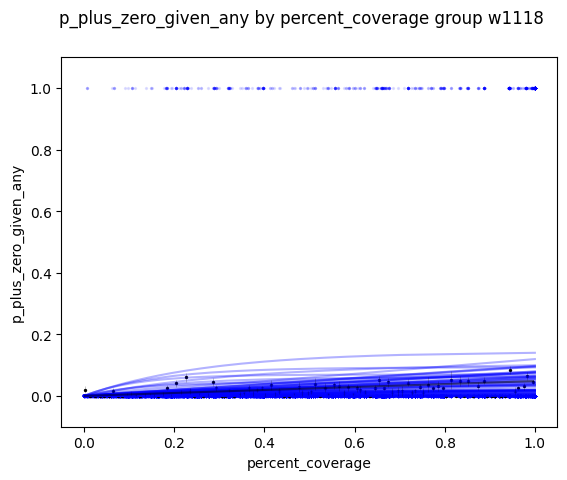 p_plus_zero_given_any by percent_coverage group w1118
1.0
0.8
0.6
0.4
0.2
0.0
p_plus_zero_given_any
0.0 0.2 0.4 0.6 0.8 1.0
percent_coverage